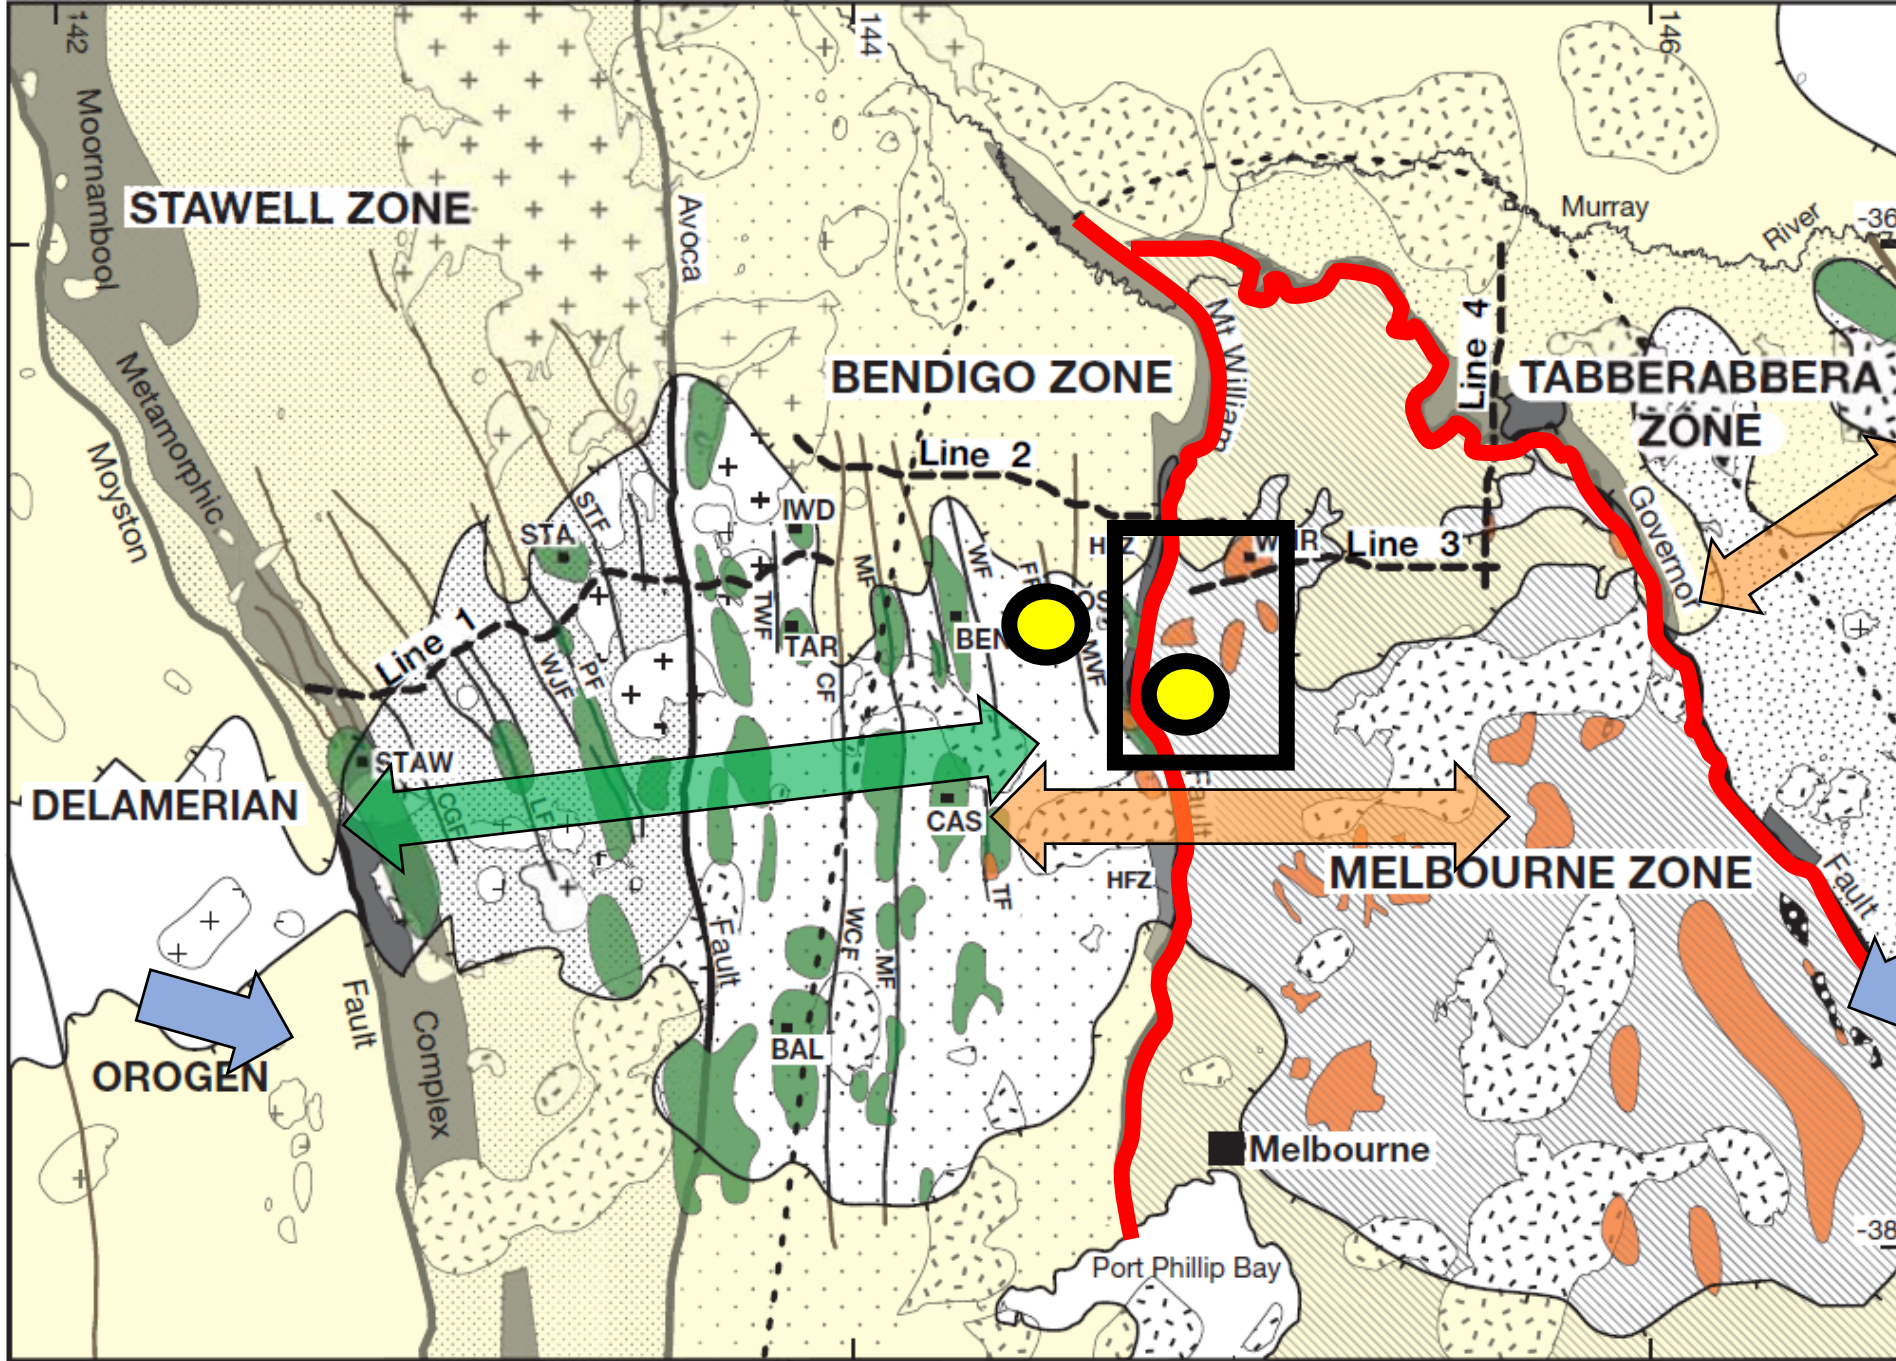 142
144
146
Moornambool
STAWELL ZONE
Avoca
Murray
River
-36
Mt William
Line 4
BENDIGO ZONE
TABBERABBERA
ZONE
Metamorphic
Moyston
Line 2
Governor
STF
IWD
STA
MF
WF
HFZ
Line 3
TWF
TAR
BEN
MVF
Line 1
WJF
PF
CF
STAW
CGF
LF
CAS
DELAMERIAN
Fault
MELBOURNE ZONE
HFZ
TF
Fault
WCF
MF
Fault
Fault
Complex
BAL
OROGEN
Melbourne
-38
Port Phillip Bay